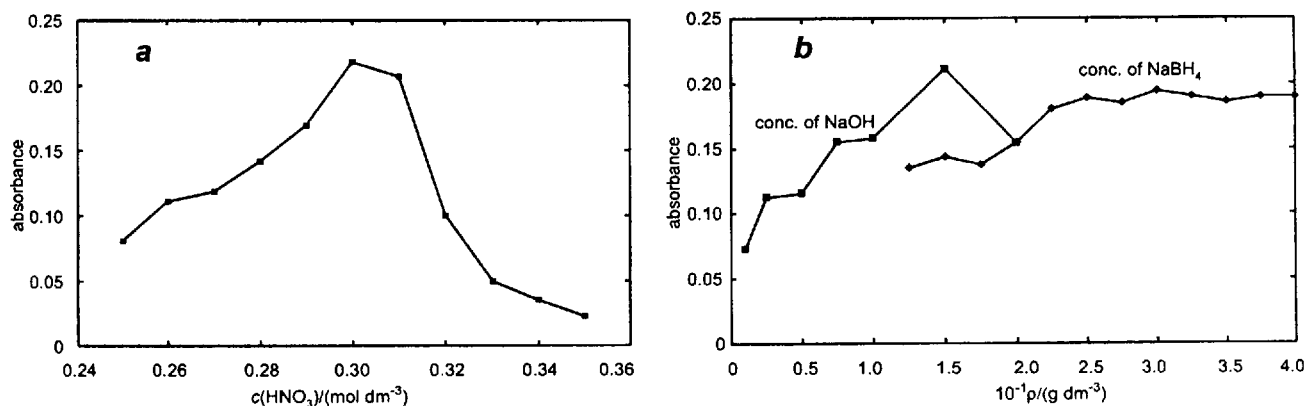 a
absorbance
0.25
0.20
0.15
0.10
0.05
0
0.24 0.26 0.28 0.30 0.32 0.34 0.36
c(HNO₃)/(mol dm⁻³)
b
absorbance
0.25
0.20
0.15
0.10
0.05
0
conc. of NaOH
conc. of NaBH₄
0 0.5 1.0 1.5 2.0 2.5 3.0 3.5 4.0
10⁻¹ρ/(g dm⁻³)